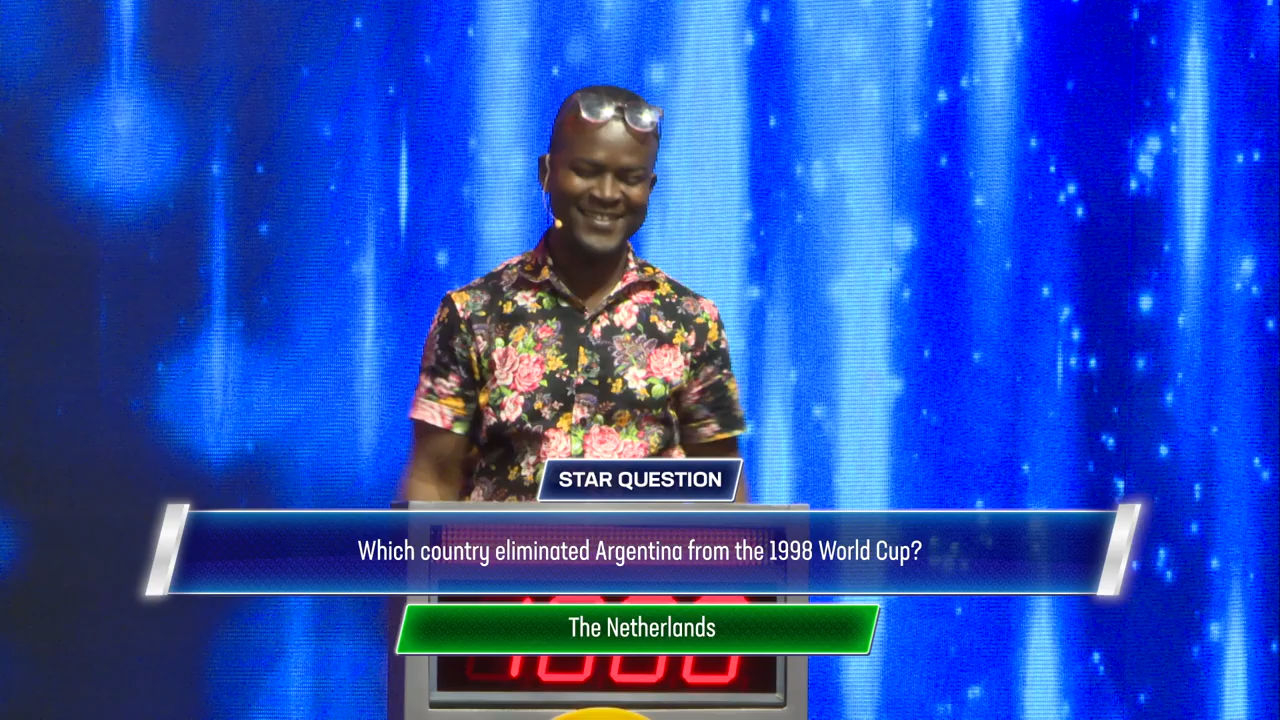 STAR QUESTION
Which country eliminated Argentina from the 1998 World Cup?
The Netherlands